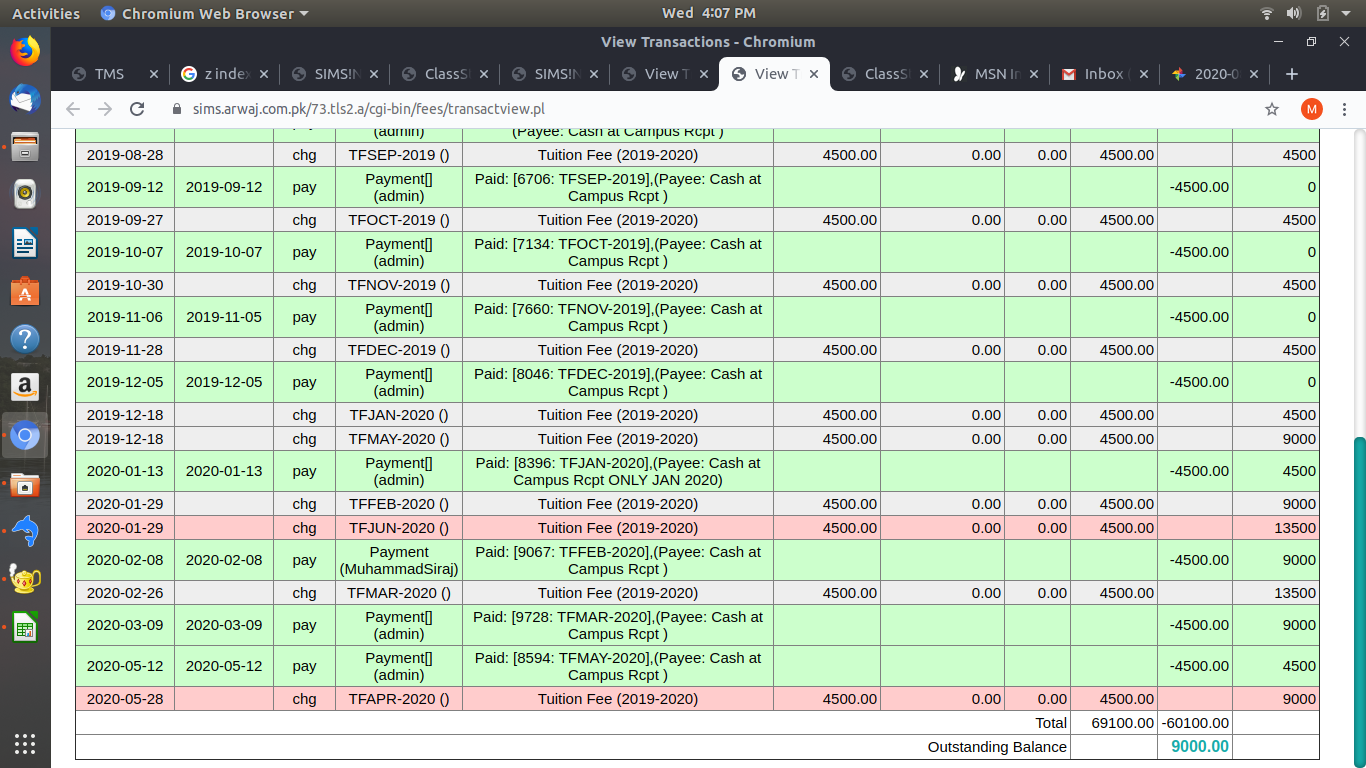 Activities Chromium Web Browser Wed 4:07 PM
View Transactions - Chromium
TMS z index SIMS!N ClassS SIMS!N View T View T ClassS MSN In Inbox ( 2020-0
sims.arwaj.com.pk/73.tls2.a/cgi-bin/fees/transactview.pl M
(admin) (Payee: Cash at Campus Rcpt )
2019-08-28 chg TFSEP-2019 () Tuition Fee (2019-2020) 4500.00 0.00 0.00 4500.00 4500
2019-09-12 2019-09-12 pay Payment[] (admin) Paid: [6706: TFSEP-2019],(Payee: Cash at Campus Rcpt ) -4500.00 0
2019-09-27 chg TFOCT-2019 () Tuition Fee (2019-2020) 4500.00 0.00 0.00 4500.00 4500
2019-10-07 2019-10-07 pay Payment[] (admin) Paid: [7134: TFOCT-2019],(Payee: Cash at Campus Rcpt ) -4500.00 0
2019-10-30 chg TFNOV-2019 () Tuition Fee (2019-2020) 4500.00 0.00 0.00 4500.00 4500
2019-11-06 2019-11-05 pay Payment[] (admin) Paid: [7660: TFNOV-2019],(Payee: Cash at Campus Rcpt ) -4500.00 0
2019-11-28 chg TFDEC-2019 () Tuition Fee (2019-2020) 4500.00 0.00 0.00 4500.00 4500
2019-12-05 2019-12-05 pay Payment[] (admin) Paid: [8046: TFDEC-2019],(Payee: Cash at Campus Rcpt ) -4500.00 0
2019-12-18 chg TFJAN-2020 () Tuition Fee (2019-2020) 4500.00 0.00 0.00 4500.00 4500
2019-12-18 chg TFMAY-2020 () Tuition Fee (2019-2020) 4500.00 0.00 0.00 4500.00 9000
2020-01-13 2020-01-13 pay Payment[] (admin) Paid: [8396: TFJAN-2020],(Payee: Cash at Campus Rcpt ONLY JAN 2020) -4500.00 4500
2020-01-29 chg TFFEB-2020 () Tuition Fee (2019-2020) 4500.00 0.00 0.00 4500.00 9000
2020-01-29 chg TFJUN-2020 () Tuition Fee (2019-2020) 4500.00 0.00 0.00 4500.00 13500
2020-02-08 2020-02-08 pay Payment (MuhammadSiraj) Paid: [9067: TFFEB-2020],(Payee: Cash at Campus Rcpt ) -4500.00 9000
2020-02-26 chg TFMAR-2020 () Tuition Fee (2019-2020) 4500.00 0.00 0.00 4500.00 13500
2020-03-09 2020-03-09 pay Payment[] (admin) Paid: [9728: TFMAR-2020],(Payee: Cash at Campus Rcpt ) -4500.00 9000
2020-05-12 2020-05-12 pay Payment[] (admin) Paid: [8594: TFMAY-2020],(Payee: Cash at Campus Rcpt ) -4500.00 4500
2020-05-28 chg TFAPR-2020 () Tuition Fee (2019-2020) 4500.00 0.00 0.00 4500.00 9000
Total 69100.00 -60100.00
Outstanding Balance 9000.00